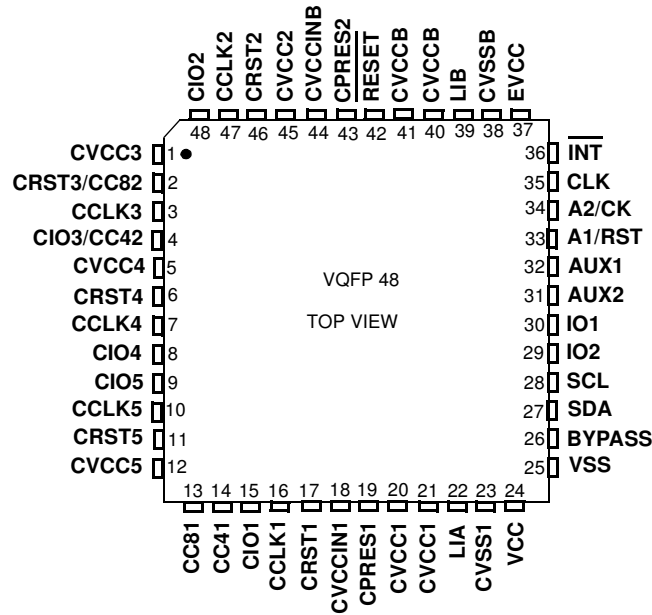 CIO2
CCLK2
CRST2
CVCC2
CVCCINB
CPRES2
RESET
CVCCB
CVCCB
LIB
CVSSB
EVCC
48 47 46 45 44 43 42 41 40 39 38 37
CVCC3 1
CRST3/CC82 2
CCLK3 3
CIO3/CC42 4
CVCC4 5
CRST4 6
CCLK4 7
CIO4 8
CIO5 9
CCLK5 10
CRST5 11
CVCC5 12
VQFP 48
TOP VIEW
36 INT
35 CLK
34 A2/CK
33 A1/RST
32 AUX1
31 AUX2
30 IO1
29 IO2
28 SCL
27 SDA
26 BYPASS
25 VSS
13 14 15 16 17 18 19 20 21 22 23 24
CC81
CC41
CIO1
CCLK1
CRST1
CVCCIN1
CPRES1
CVCC1
CVCC1
LIA
CVSS1
VCC